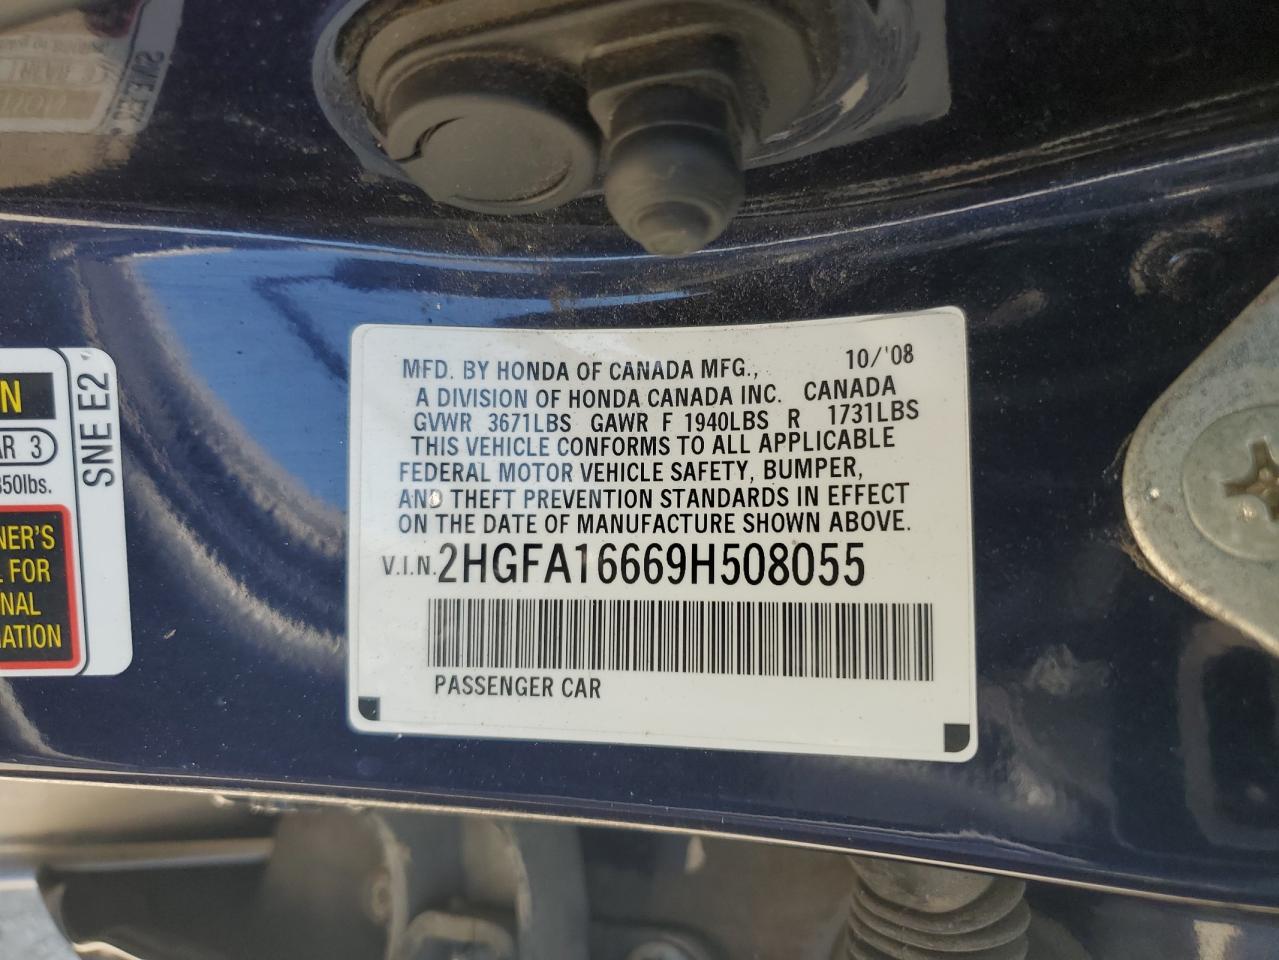 MFD. BY HONDA OF CANADA MFG., 10/'08
A DIVISION OF HONDA CANADA INC. CANADA
GVWR 3671LBS GAWR F 1940LBS R 1731LBS
THIS VEHICLE CONFORMS TO ALL APPLICABLE
FEDERAL MOTOR VEHICLE SAFETY, BUMPER,
AND THEFT PREVENTION STANDARDS IN EFFECT
ON THE DATE OF MANUFACTURE SHOWN ABOVE.
V.I.N. 2HGFA16669H508055
PASSENGER CAR
SNE E2
N
AR 3
350lbs.
NER'S
FOR
NAL
ATION